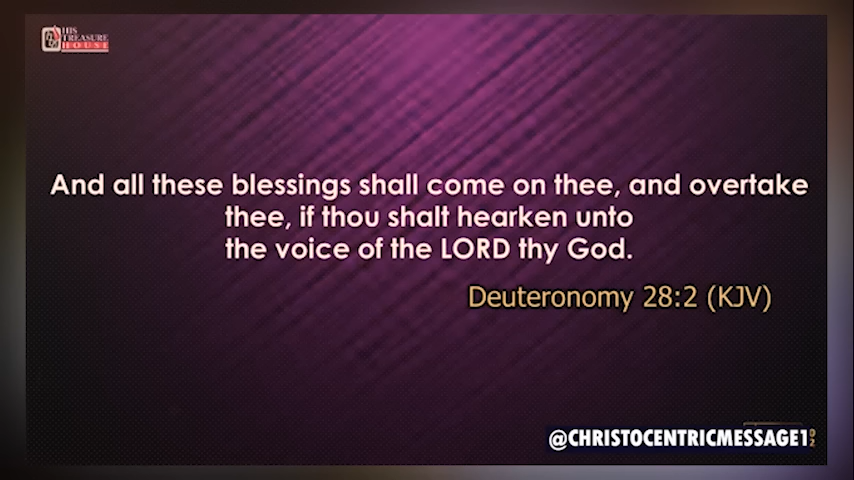 HIS
TREASURE
HOUSE
And all these blessings shall come on thee, and overtake
thee, if thou shalt hearken unto
the voice of the LORD thy God.
Deuteronomy 28:2 (KJV)
@CHRISTOCENTRICMESSAGE1